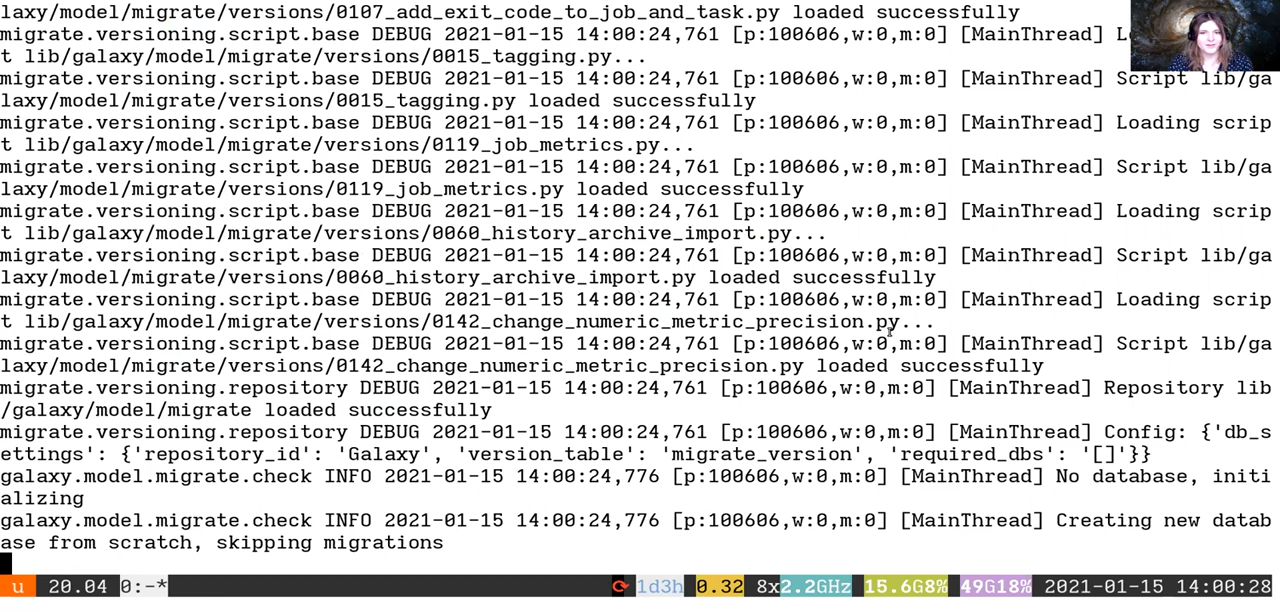 laxy/model/migrate/versions/0107_add_exit_code_to_job_and_task.py loaded successfully
migrate.versioning.script.base DEBUG 2021-01-15 14:00:24,761 [p:100606,w:0,m:0] [MainThread]
t lib/galaxy/model/migrate/versions/0015_tagging.py...
migrate.versioning.script.base DEBUG 2021-01-15 14:00:24,761 [p:100606,w:0,m:0] [MainThread] Script lib/ga
laxy/model/migrate/versions/0015_tagging.py loaded successfully
migrate.versioning.script.base DEBUG 2021-01-15 14:00:24,761 [p:100606,w:0,m:0] [MainThread] Loading scrip
t lib/galaxy/model/migrate/versions/0119_job_metrics.py...
migrate.versioning.script.base DEBUG 2021-01-15 14:00:24,761 [p:100606,w:0,m:0] [MainThread] Script lib/ga
laxy/model/migrate/versions/0119_job_metrics.py loaded successfully
migrate.versioning.script.base DEBUG 2021-01-15 14:00:24,761 [p:100606,w:0,m:0] [MainThread] Loading scrip
t lib/galaxy/model/migrate/versions/0060_history_archive_import.py...
migrate.versioning.script.base DEBUG 2021-01-15 14:00:24,761 [p:100606,w:0,m:0] [MainThread] Script lib/ga
laxy/model/migrate/versions/0060_history_archive_import.py loaded successfully
migrate.versioning.script.base DEBUG 2021-01-15 14:00:24,761 [p:100606,w:0,m:0] [MainThread] Loading scrip
t lib/galaxy/model/migrate/versions/0142_change_numeric_metric_precision.py...
migrate.versioning.script.base DEBUG 2021-01-15 14:00:24,761 [p:100606,w:0,m:0] [MainThread] Script lib/ga
laxy/model/migrate/versions/0142_change_numeric_metric_precision.py loaded successfully
migrate.versioning.repository DEBUG 2021-01-15 14:00:24,761 [p:100606,w:0,m:0] [MainThread] Repository lib
/galaxy/model/migrate loaded successfully
migrate.versioning.repository DEBUG 2021-01-15 14:00:24,761 [p:100606,w:0,m:0] [MainThread] Config: {'db_s
ettings': {'repository_id': 'Galaxy', 'version_table': 'migrate_version', 'required_dbs': '[]'}}
galaxy.model.migrate.check INFO 2021-01-15 14:00:24,776 [p:100606,w:0,m:0] [MainThread] No database, initi
alizing
galaxy.model.migrate.check INFO 2021-01-15 14:00:24,776 [p:100606,w:0,m:0] [MainThread] Creating new datab
ase from scratch, skipping migrations
u 20.04 0:-* ⟳ 1d3h 0.32 8x2.2GHz 15.6G8% 49G18% 2021-01-15 14:00:28